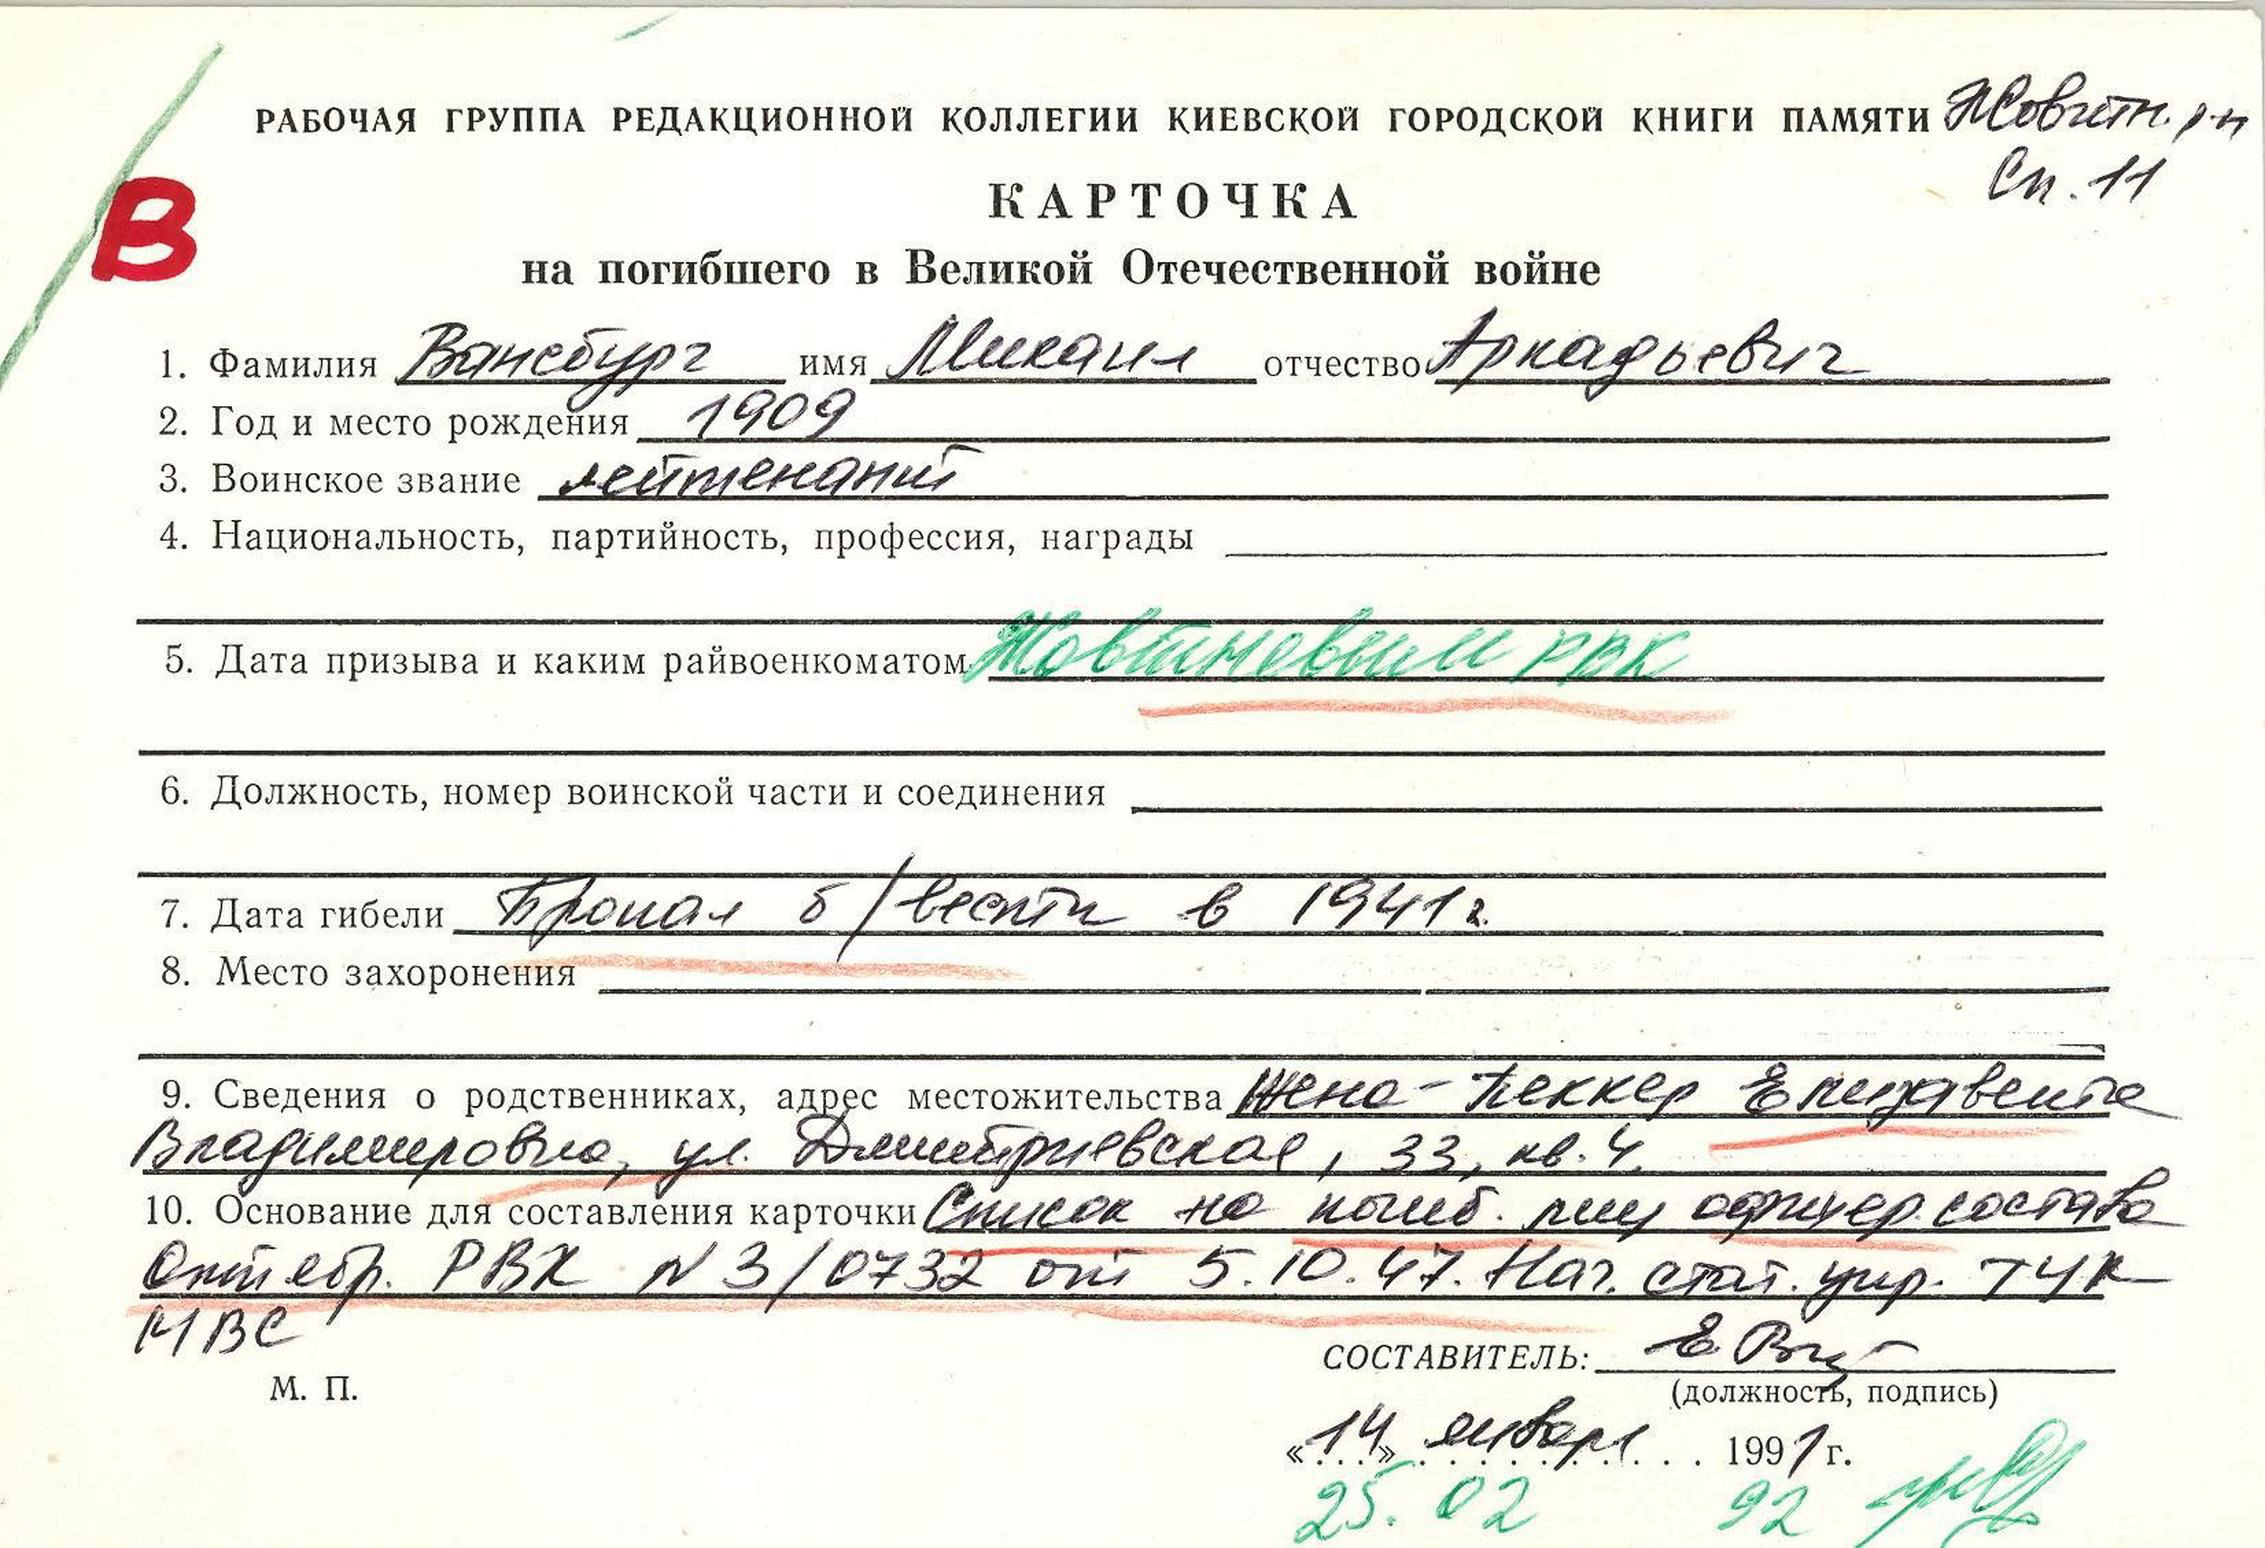 РАБОЧАЯ ГРУППА РЕДАКЦИОННОЙ КОЛЛЕГИИ КИЕВСКОЙ ГОРОДСКОЙ КНИГИ ПАМЯТИ Жовтн. р-н
Сп. 11
В
КАРТОЧКА
на погибшего в Великой Отечественной войне
1. Фамилия Вансбург имя Михаил отчество Аркадьевич
2. Год и место рождения 1909
3. Воинское звание лейтенант
4. Национальность, партийность, профессия, награды
5. Дата призыва и каким райвоенкоматом Жовтневым РВК
6. Должность, номер воинской части и соединения
7. Дата гибели Пропал б/вести в 1941 г.
8. Место захоронения
9. Сведения о родственниках, адрес местожительства Жена - Пеккер Елизавета
Владимировна, ул. Дмитриевская, 33, кв. 4.
10. Основание для составления карточки Список на погиб. лиц офицер. состава
Октябр. РВК N 3/0732 от 5.10.47. Нач. стат. упр. ГУК
МВС
СОСТАВИТЕЛЬ: Е.
М. П.
(должность, подпись)
«14» января 1991 г.
25. 02 92